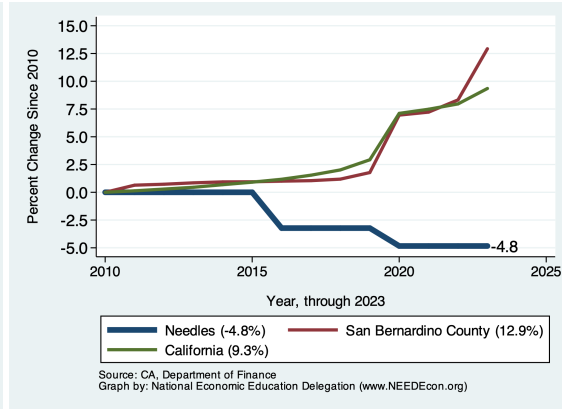 15.0
12.5
10.0
7.5
5.0
2.5
0.0
-2.5
-5.0
Percent Change Since 2010
-4.8
2010 2015 2020 2025
Year, through 2023
Needles (-4.8%) San Bernardino County (12.9%)
California (9.3%)
Source: CA, Department of Finance
Graph by: National Economic Education Delegation (www.NEEDEcon.org)